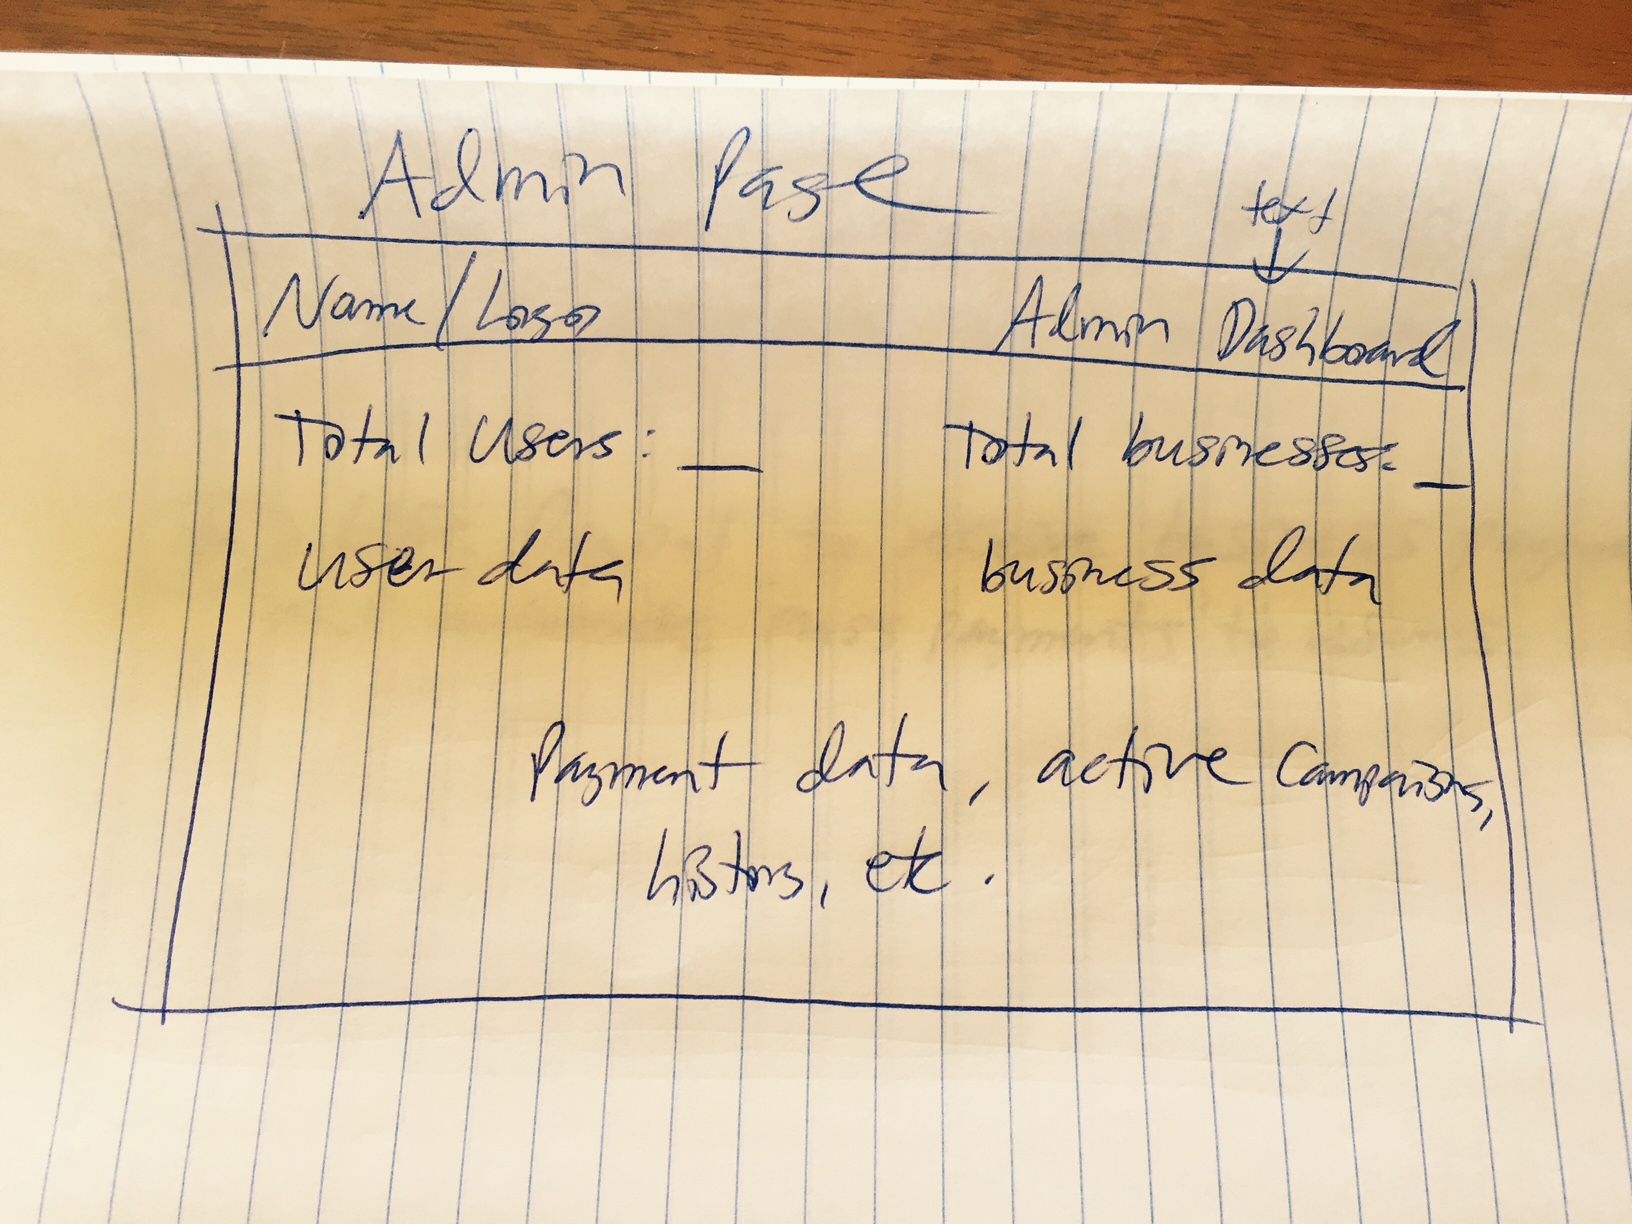 Admin Page
text
Name/Logo Admin Dashboard
Total Users: __ Total businesses: _
user data business data
Payment data, active Campaigns,
history, etc.